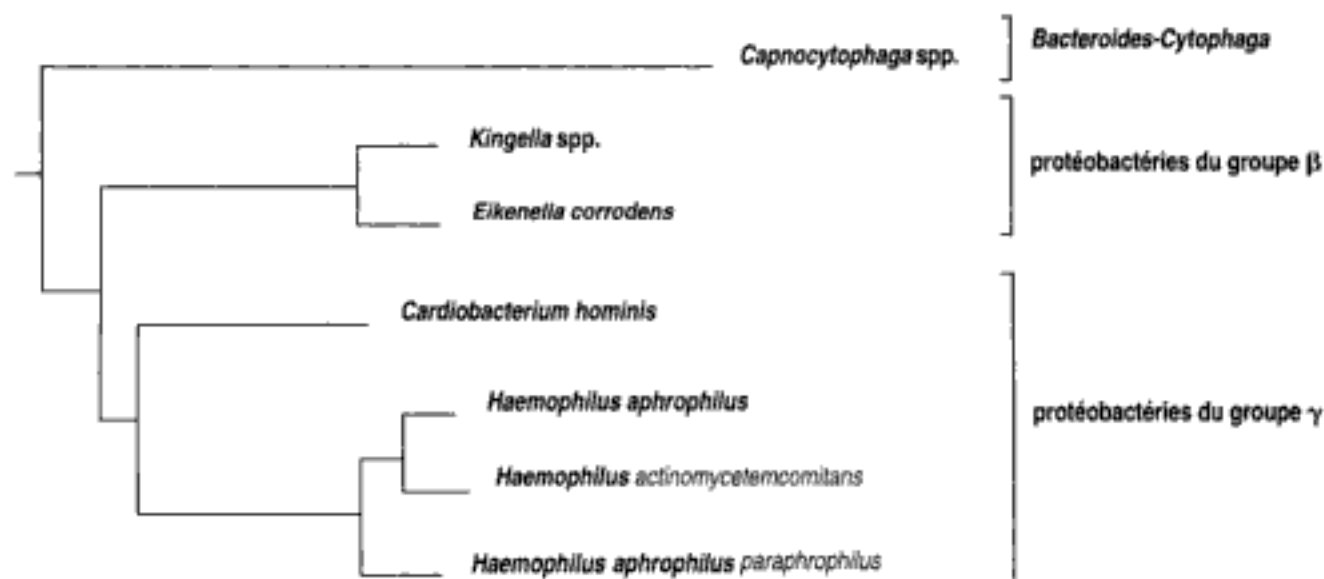 Capnocytophaga spp.
Bacteroides-Cytophaga
Kingella spp.
protéobactéries du groupe β
Eikenella corrodens
Cardiobacterium hominis
Haemophilus aphrophilus
protéobactéries du groupe γ
Haemophilus actinomycetemcomitans
Haemophilus aphrophilus paraphrophilus